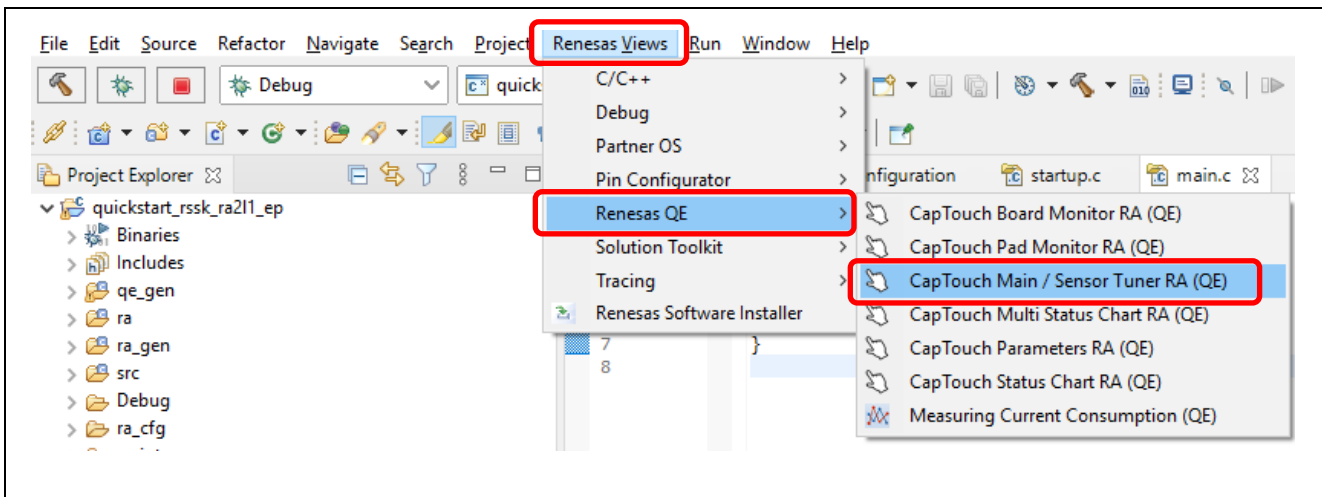 File Edit Source Refactor Navigate Search Project Renesas Views Run Window Help
Debug
quick
010
C/C++
Debug
Partner OS
Pin Configurator
Renesas QE
Solution Toolkit
Tracing
Renesas Software Installer
Project Explorer
nfiguration
startup.c
main.c
quickstart_rssk_ra2l1_ep
Binaries
Includes
qe_gen
ra
ra_gen
src
Debug
ra_cfg
7 }
8
CapTouch Board Monitor RA (QE)
CapTouch Pad Monitor RA (QE)
CapTouch Main / Sensor Tuner RA (QE)
CapTouch Multi Status Chart RA (QE)
CapTouch Parameters RA (QE)
CapTouch Status Chart RA (QE)
Measuring Current Consumption (QE)